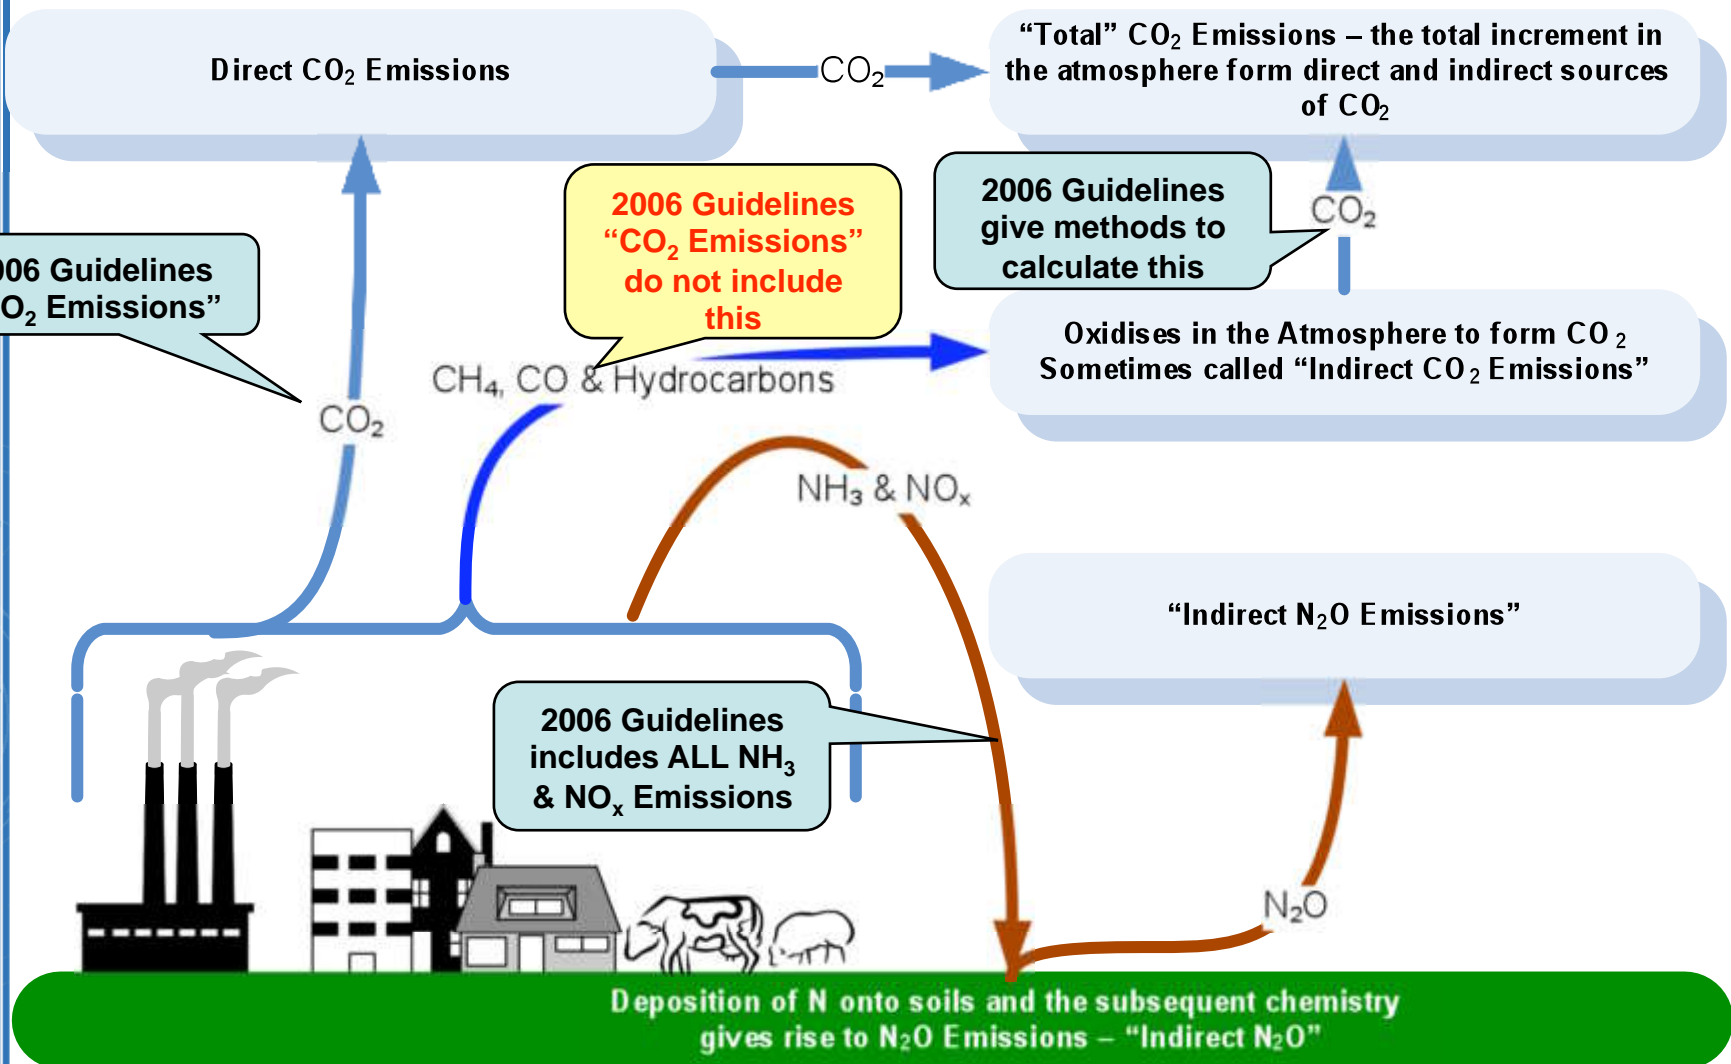 Direct CO₂ Emissions
CO₂
“Total” CO₂ Emissions – the total increment in
the atmosphere form direct and indirect sources
of CO₂
2006 Guidelines
“CO₂ Emissions”
do not include
this
2006 Guidelines
give methods to
calculate this
CO₂
06 Guidelines
O₂ Emissions”
Oxidises in the Atmosphere to form CO₂
Sometimes called “Indirect CO₂ Emissions”
CH₄, CO & Hydrocarbons
CO₂
NH₃ & NOₓ
“Indirect N₂O Emissions”
2006 Guidelines
includes ALL NH₃
& NOₓ Emissions
N₂O
Deposition of N onto soils and the subsequent chemistry
gives rise to N₂O Emissions – “Indirect N₂O”